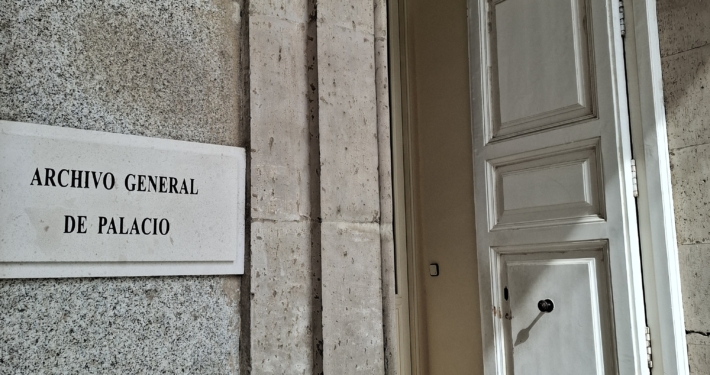 ARCHIVO GENERAL
DE PALACIO